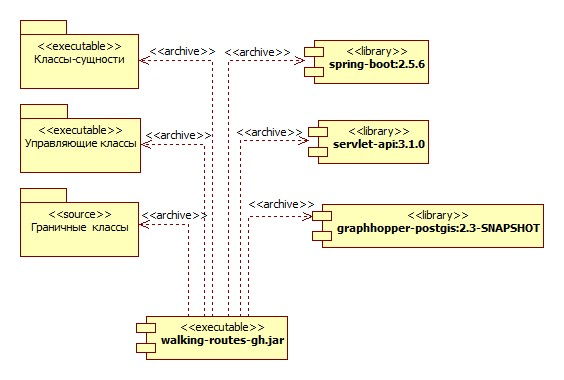 <<executable>>
Классы-сущности
<<archive>>
<<archive>>
<<library>>
spring-boot:2.5.6
<<executable>>
Управляющие классы
<<archive>>
<<archive>>
<<library>>
servlet-api:3.1.0
<<source>>
Граничные классы
<<archive>>
<<archive>>
<<library>>
graphhopper-postgis:2.3-SNAPSHOT
<<executable>>
walking-routes-gh.jar